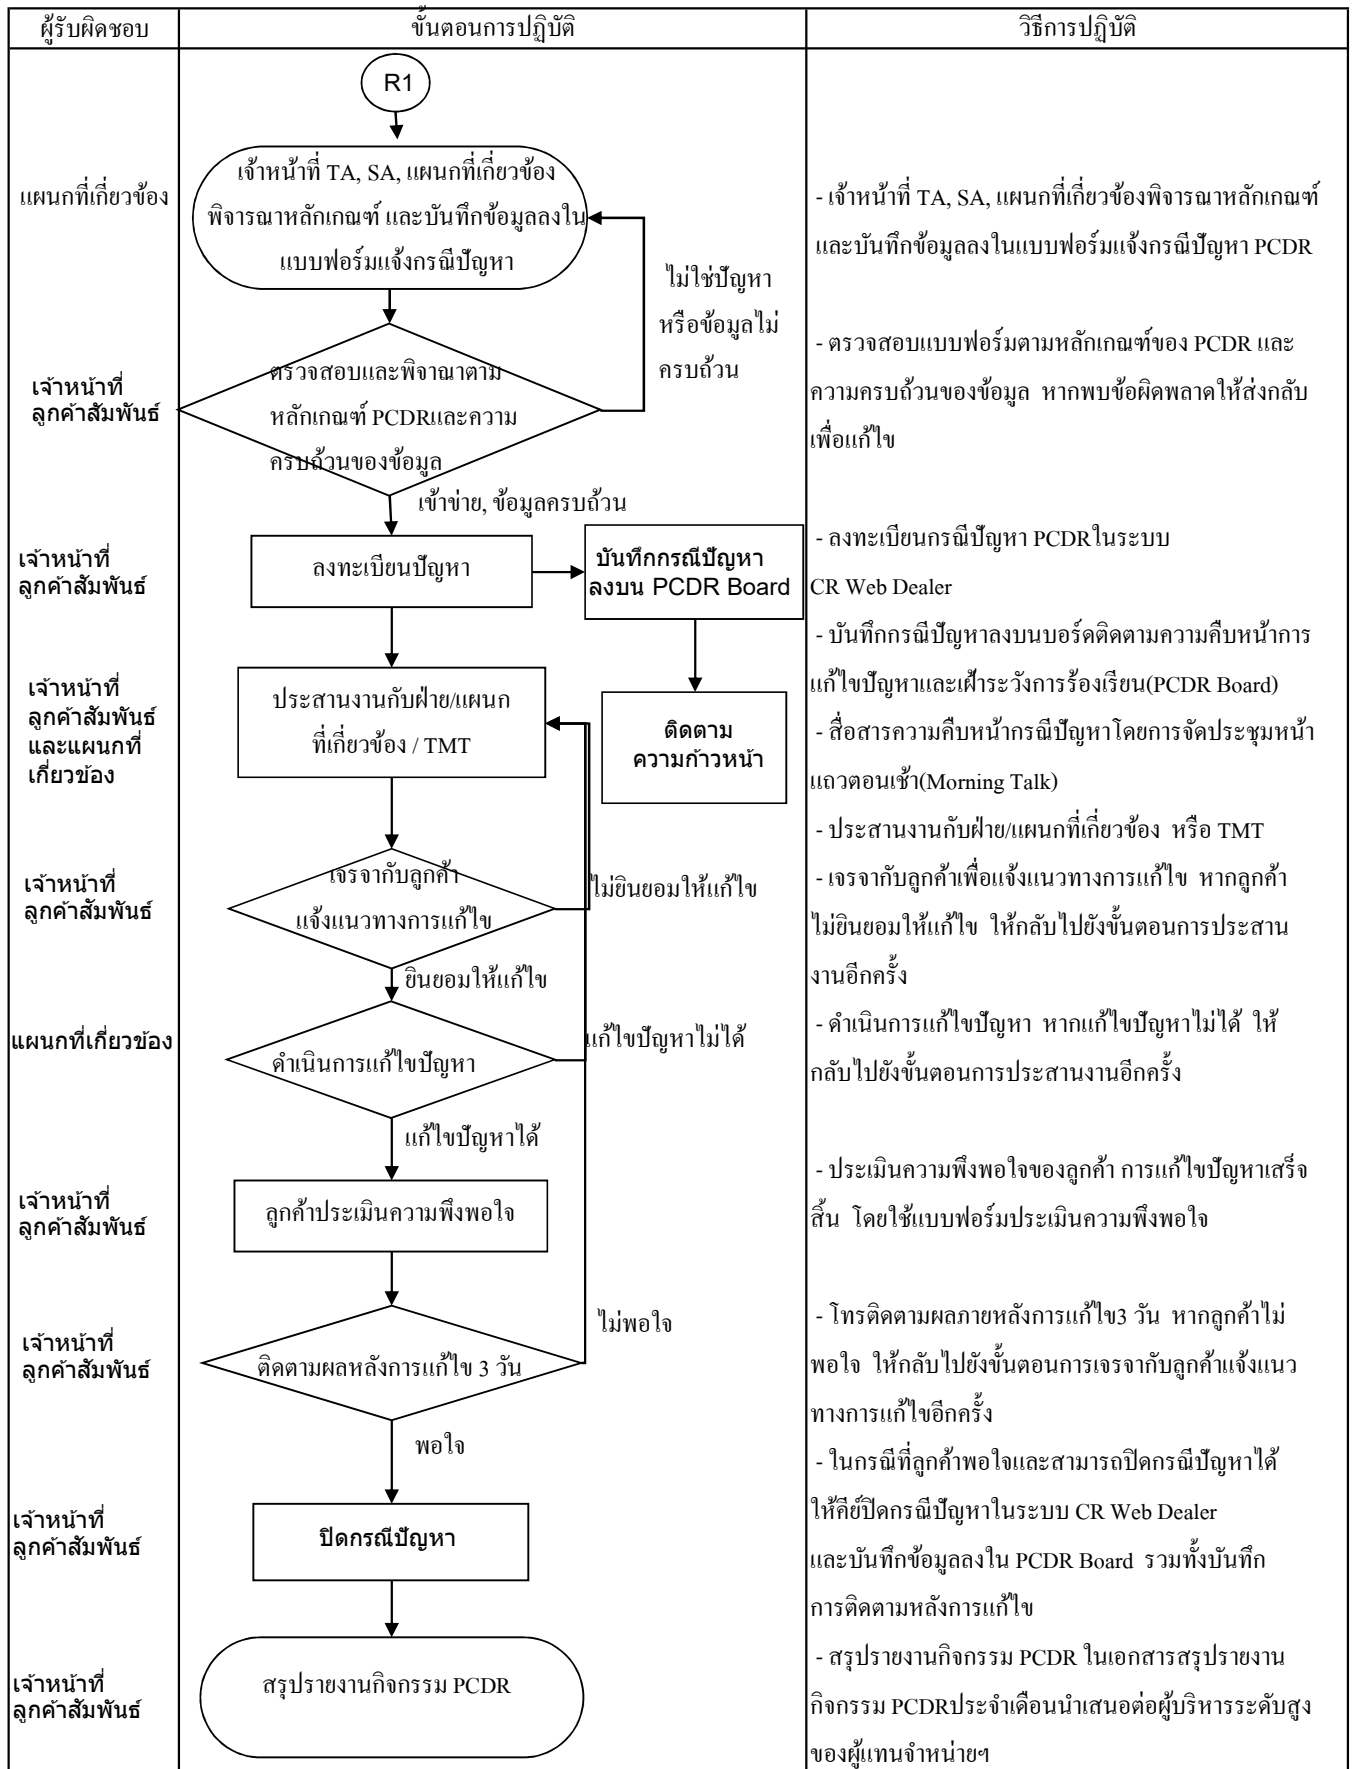 ผู้รับผิดชอบ
ขั้นตอนการปฏิบัติ
วิธีการปฏิบัติ
R1
แผนกที่เกี่ยวข้อง
เจ้าหน้าที่ TA, SA, แผนกที่เกี่ยวข้อง
พิจารณาหลักเกณฑ์ และบันทึกข้อมูลลงใน
แบบฟอร์มแจ้งกรณีปัญหา
- เจ้าหน้าที่ TA, SA, แผนกที่เกี่ยวข้องพิจารณาหลักเกณฑ์
และบันทึกข้อมูลลงในแบบฟอร์มแจ้งกรณีปัญหา PCDR
ไม่ใช่ปัญหา
หรือข้อมูลไม่
ครบถ้วน
เจ้าหน้าที่
ลูกค้าสัมพันธ์
ตรวจสอบและพิจาณาตาม
หลักเกณฑ์ PCDRและความ
ครบถ้วนของข้อมูล
- ตรวจสอบแบบฟอร์มตามหลักเกณฑ์ของ PCDR และ
ความครบถ้วนของข้อมูล หากพบข้อผิดพลาดให้ส่งกลับ
เพื่อแก้ไข
เข้าข่าย, ข้อมูลครบถ้วน
เจ้าหน้าที่
ลูกค้าสัมพันธ์
ลงทะเบียนปัญหา
บันทึกกรณีปัญหา
ลงบน PCDR Board
- ลงทะเบียนกรณีปัญหา PCDRในระบบ
CR Web Dealer
- บันทึกกรณีปัญหาลงบนบอร์ดติดตามความคืบหน้าการ
แก้ไขปัญหาและเฝ้าระวังการร้องเรียน(PCDR Board)
- สื่อสารความคืบหน้ากรณีปัญหาโดยการจัดประชุมหน้า
แถวตอนเช้า(Morning Talk)
เจ้าหน้าที่
ลูกค้าสัมพันธ์
และแผนกที่
เกี่ยวข้อง
ประสานงานกับฝ่าย/แผนก
ที่เกี่ยวข้อง / TMT
ติดตาม
ความก้าวหน้า
- ประสานงานกับฝ่าย/แผนกที่เกี่ยวข้อง หรือ TMT
เจ้าหน้าที่
ลูกค้าสัมพันธ์
เจรจากับลูกค้า
แจ้งแนวทางการแก้ไข
ไม่ยินยอมให้แก้ไข
- เจรจากับลูกค้าเพื่อแจ้งแนวทางการแก้ไข หากลูกค้า
ไม่ยินยอมให้แก้ไข ให้กลับไปยังขั้นตอนการประสาน
งานอีกครั้ง
ยินยอมให้แก้ไข
แผนกที่เกี่ยวข้อง
ดำเนินการแก้ไขปัญหา
แก้ไขปัญหาไม่ได้
- ดำเนินการแก้ไขปัญหา หากแก้ไขปัญหาไม่ได้ ให้
กลับไปยังขั้นตอนการประสานงานอีกครั้ง
แก้ไขปัญหาได้
เจ้าหน้าที่
ลูกค้าสัมพันธ์
ลูกค้าประเมินความพึงพอใจ
- ประเมินความพึงพอใจของลูกค้า การแก้ไขปัญหาเสร็จ
สิ้น โดยใช้แบบฟอร์มประเมินความพึงพอใจ
ไม่พอใจ
เจ้าหน้าที่
ลูกค้าสัมพันธ์
ติดตามผลหลังการแก้ไข 3 วัน
- โทรติดตามผลภายหลังการแก้ไข3 วัน หากลูกค้าไม่
พอใจ ให้กลับไปยังขั้นตอนการเจรจากับลูกค้าแจ้งแนว
ทางการแก้ไขอีกครั้ง
พอใจ
เจ้าหน้าที่
ลูกค้าสัมพันธ์
ปิดกรณีปัญหา
- ในกรณีที่ลูกค้าพอใจและสามารถปิดกรณีปัญหาได้
ให้คีย์ปิดกรณีปัญหาในระบบ CR Web Dealer
และบันทึกข้อมูลลงใน PCDR Board รวมทั้งบันทึก
การติดตามหลังการแก้ไข
เจ้าหน้าที่
ลูกค้าสัมพันธ์
สรุปรายงานกิจกรรม PCDR
- สรุปรายงานกิจกรรม PCDR ในเอกสารสรุปรายงาน
กิจกรรม PCDRประจำเดือนนำเสนอต่อผู้บริหารระดับสูง
ของผู้แทนจำหน่ายฯ